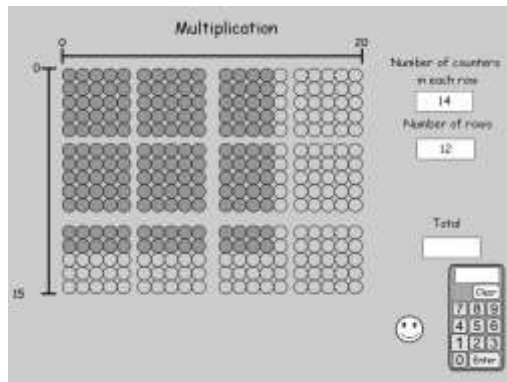 Multiplication
0
20
0
15
Number of counters
in each row
14
Number of rows
12
Total
Clear
7 8 9
4 5 6
1 2 3
0 Enter